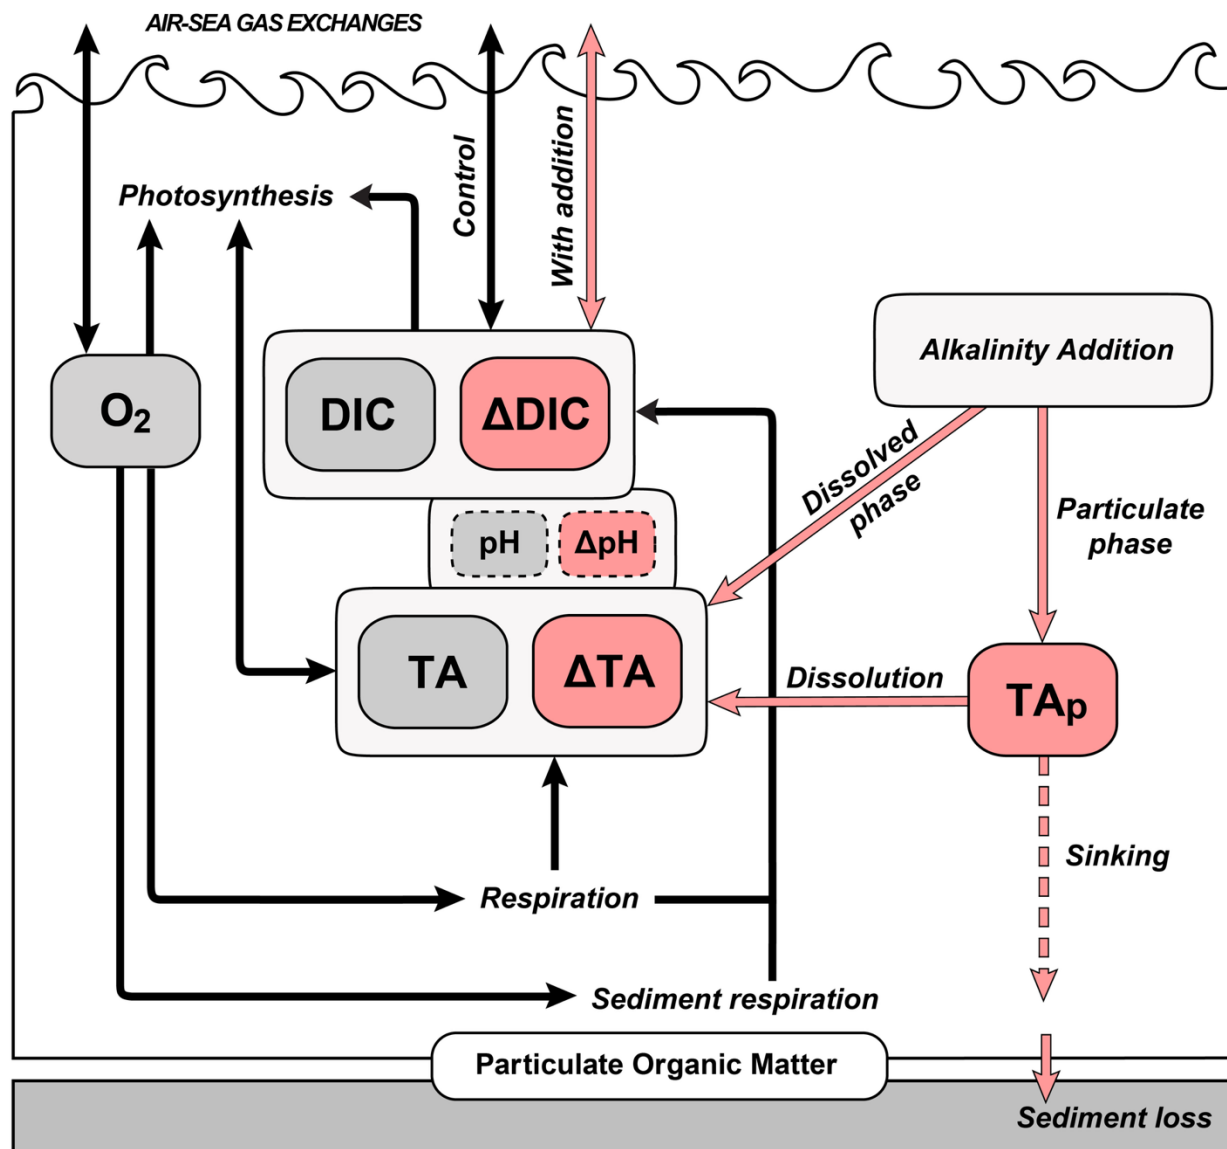 AIR-SEA GAS EXCHANGES
Control
With addition
Photosynthesis
Alkalinity Addition
O₂
DIC
ΔDIC
Dissolved
phase
Particulate
phase
pH
ΔpH
TA
ΔTA
Dissolution
TAₚ
Sinking
Respiration
Sediment respiration
Particulate Organic Matter
Sediment loss